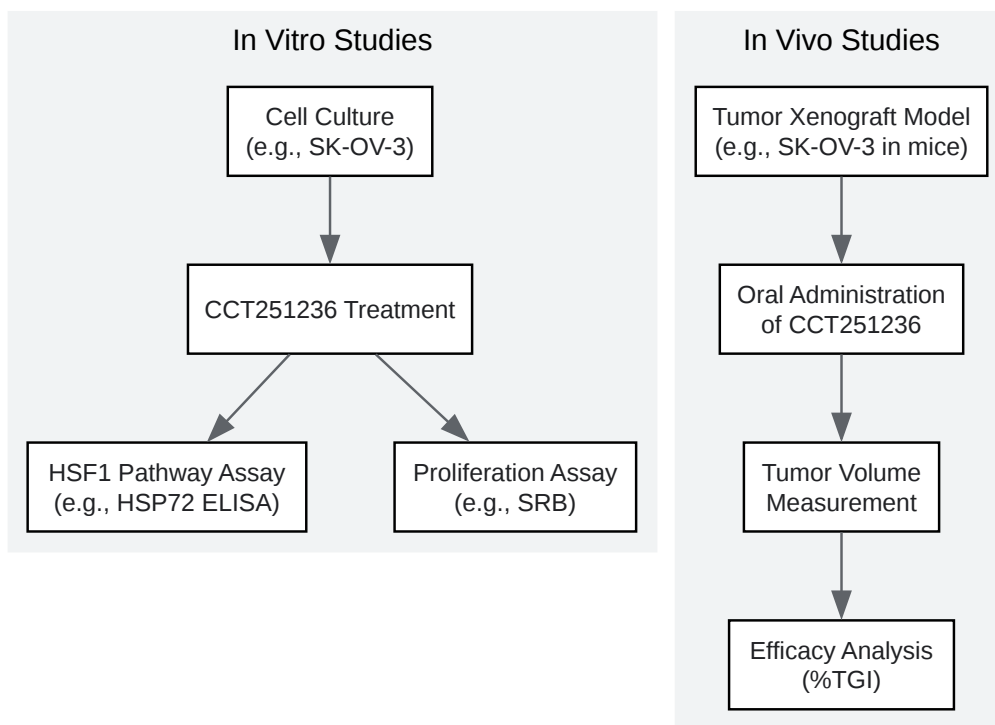 In Vitro Studies
Cell Culture
(e.g., SK-OV-3)
CCT251236 Treatment
HSF1 Pathway Assay
(e.g., HSP72 ELISA)
Proliferation Assay
(e.g., SRB)
In Vivo Studies
Tumor Xenograft Model
(e.g., SK-OV-3 in mice)
Oral Administration
of CCT251236
Tumor Volume
Measurement
Efficacy Analysis
(%TGI)